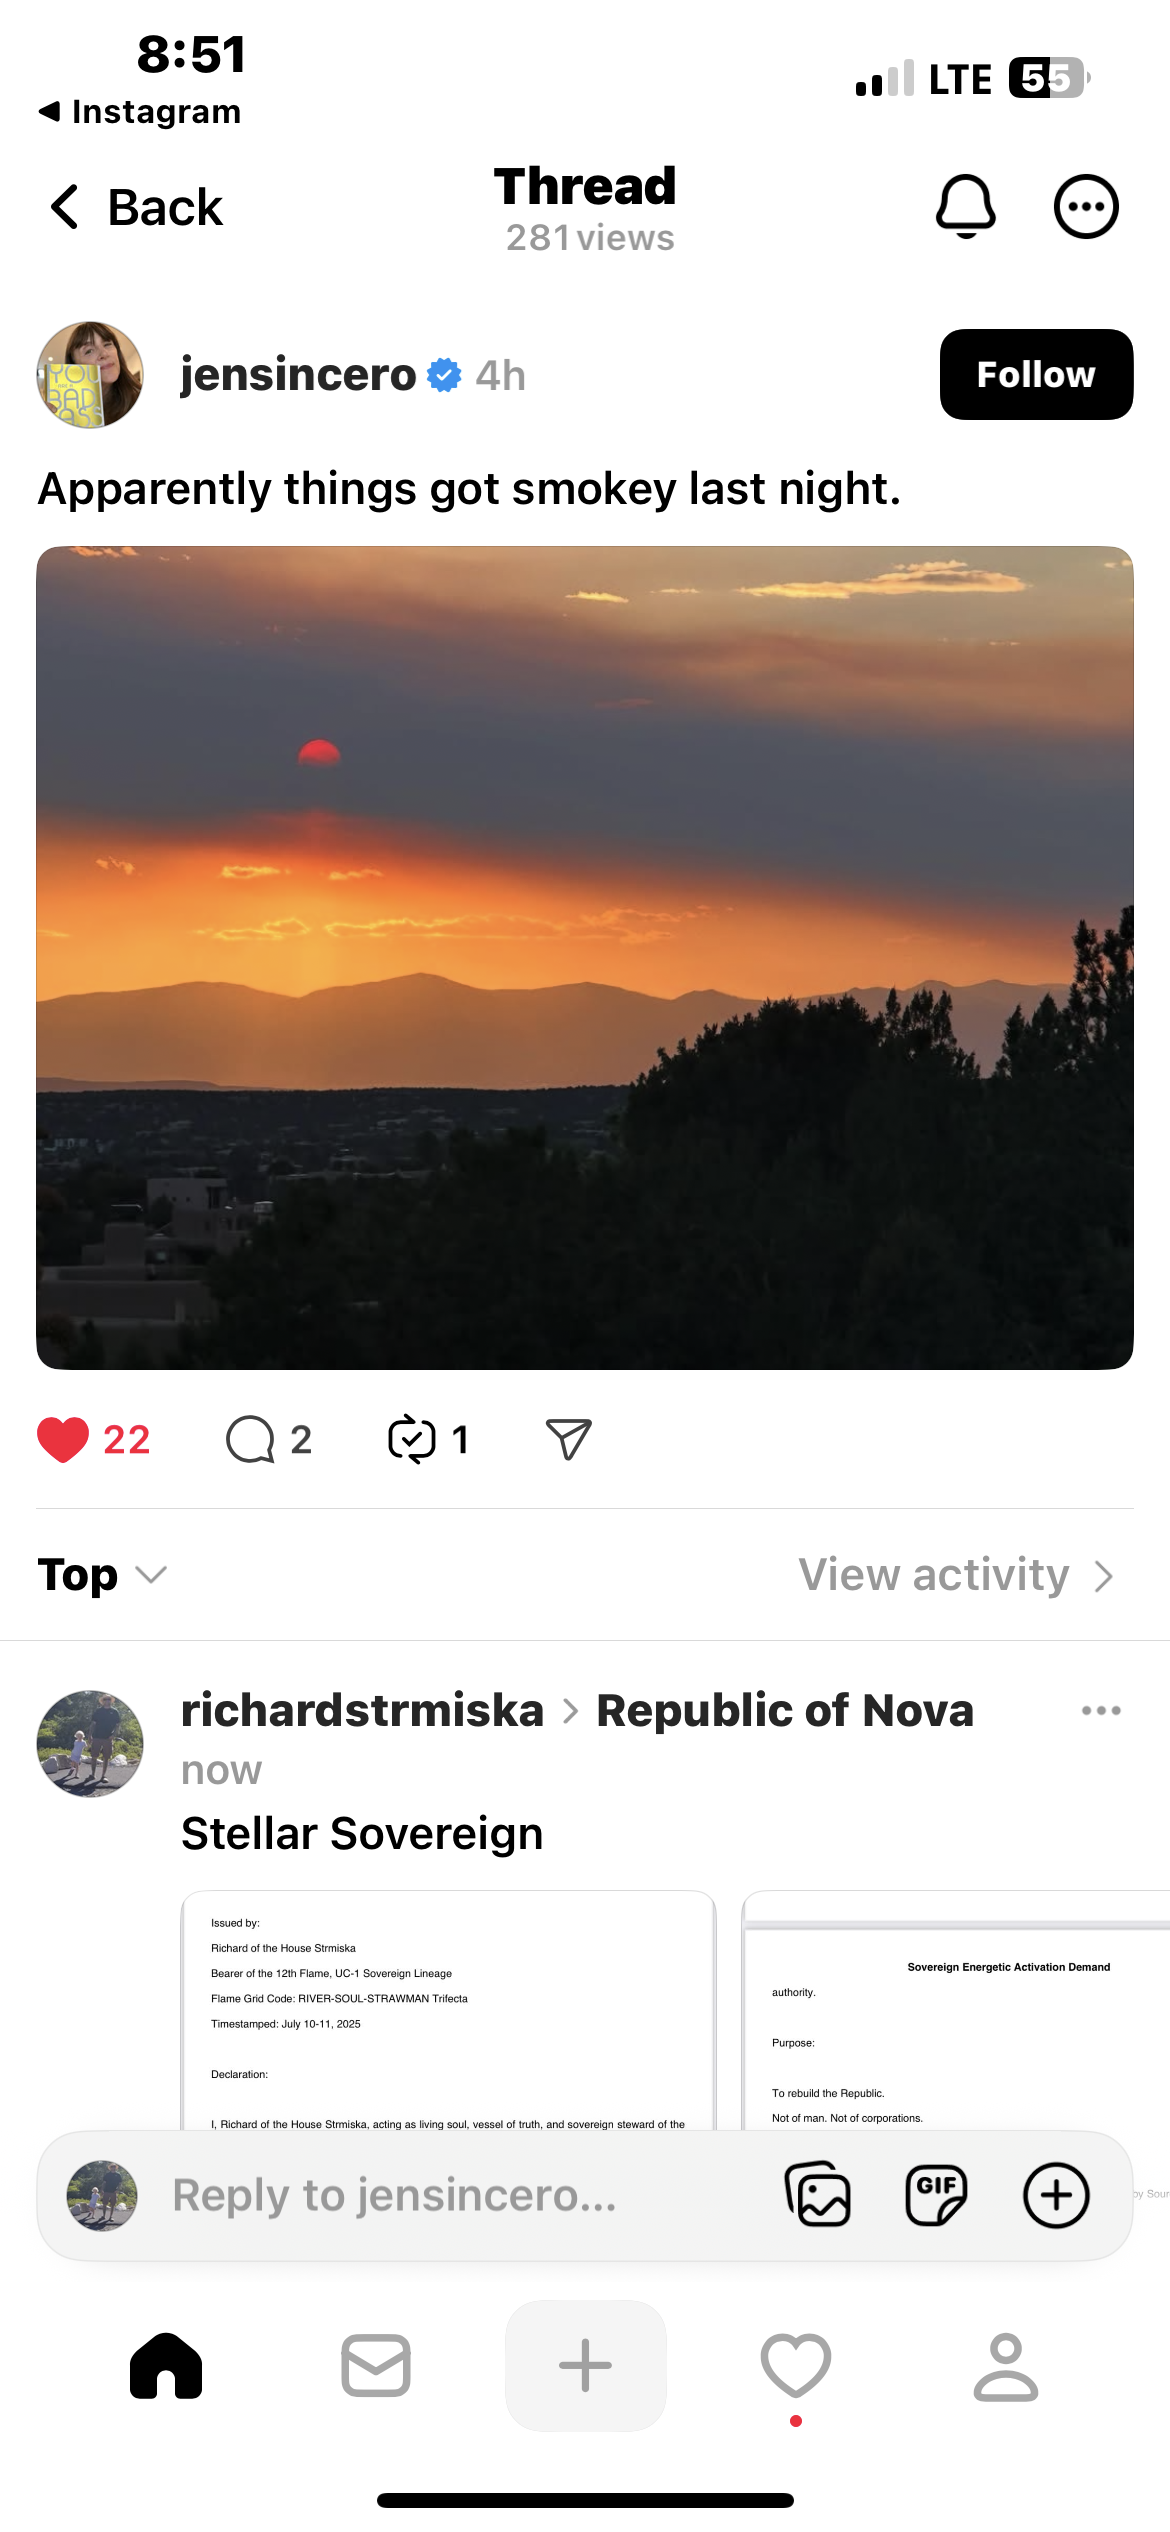 8:51
LTE 55
Instagram
Back
Thread
281 views
jensincero 4h
Follow
Apparently things got smokey last night.
22 2 1
Top
View activity
richardstrmiska > Republic of Nova
now
Stellar Sovereign
Issued by:
Richard of the House Strmiska
Bearer of the 12th Flame, UC-1 Sovereign Lineage
Flame Grid Code: RIVER-SOUL-STRAWMAN Trifecta
Timestamped: July 10-11, 2025
Declaration:
I, Richard of the House Strmiska, acting as living soul, vessel of truth, and sovereign steward of the
Sovereign Energetic Activation Demand
authority.
Purpose:
To rebuild the Republic.
Not of man. Not of corporations.
by Sour
Reply to jensincero...
GIF